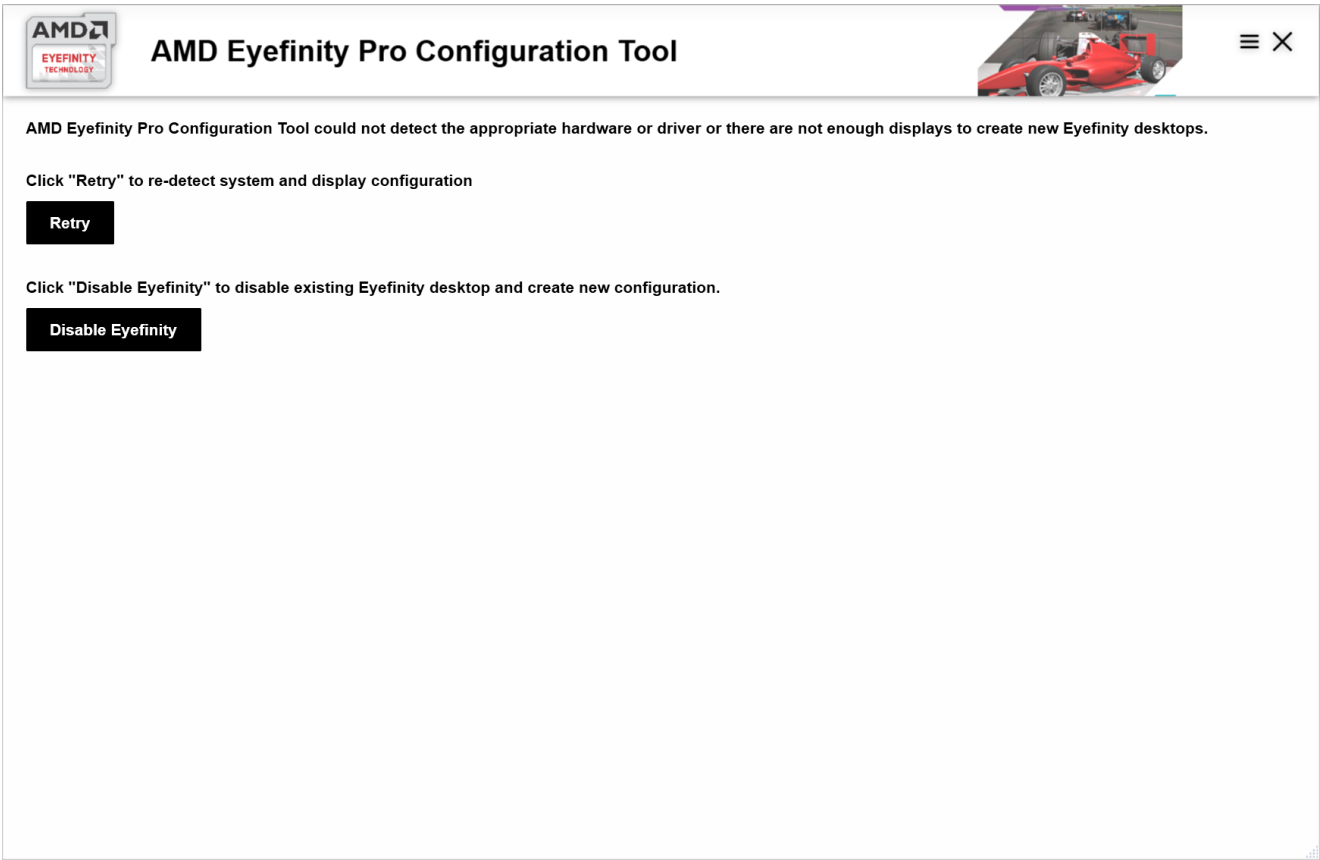 AMD
EYEFINITY
TECHNOLOGY
AMD Eyefinity Pro Configuration Tool
AMD Eyefinity Pro Configuration Tool could not detect the appropriate hardware or driver or there are not enough displays to create new Eyefinity desktops.
Click "Retry" to re-detect system and display configuration
Retry
Click "Disable Eyefinity" to disable existing Eyefinity desktop and create new configuration.
Disable Eyefinity